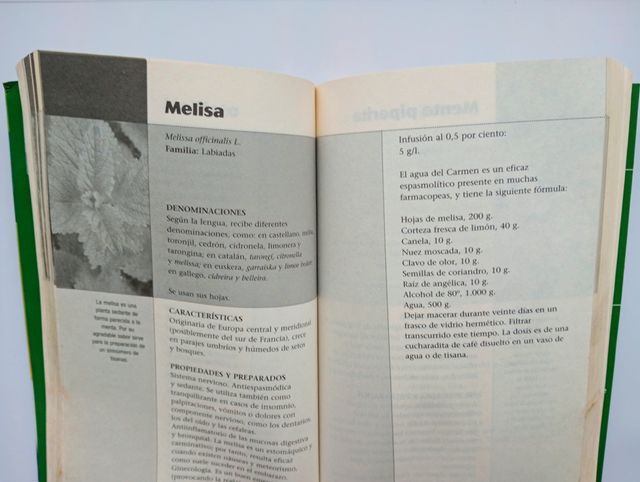 Melisa
Melissa officinalis L.
Familia: Labiadas
DENOMINACIONES
Según la lengua, recibe diferentes
denominaciones, como: en castellano, melisa,
toronjil, cedrón, cidronela, limonera y
tarongina; en catalán, tarongí, citronella
y melissa; en euskera, garraiska y limoe
en gallego, cidreira y belleira.
Se usan sus hojas.
La melisa es una
planta sedante de
forma parecida a la
menta. Por su
agradable sabor sirve
para la preparación de
un sinnúmero de
tisanas.
CARACTERÍSTICAS
Originaria de Europa central y meridional
(posiblemente del sur de Francia), crece
en parajes umbríos y húmedos de setos
y bosques.
PROPIEDADES Y PREPARADOS
Sistema nervioso. Antiespasmódica
y sedante. Se utiliza también como
tranquilizante en casos de insomnio,
palpitaciones, vómitos o dolores con
componente nervioso, como los dentarios,
los del oído y las cefaleas.
Antiinflamatorio de las mucosas digestiva
y bronquial. La melisa es un estomáquico y
carminativo; por tanto, resulta eficaz
cuando existen náuseas y meteorismo,
como suele suceder en el embarazo.
Ginecología. Es un buen
(provocando la
Infusión al 0,5 por ciento:
5 g/l.
El agua del Carmen es un eficaz
espasmolítico presente en muchas
farmacopeas, y tiene la siguiente fórmula:
Hojas de melisa, 200 g.
Corteza fresca de limón, 40 g.
Canela, 10 g.
Nuez moscada, 10 g.
Clavo de olor, 10 g.
Semillas de coriandro, 10 g.
Raíz de angélica, 10 g.
Alcohol de 80°, 1.000 g.
Agua, 500 g.
Dejar macerar durante veinte días en un
frasco de vidrio hermético. Filtrar
transcurrido este tiempo. La dosis es de una
cucharadita de café disuelto en un vaso de
agua o de tisana.